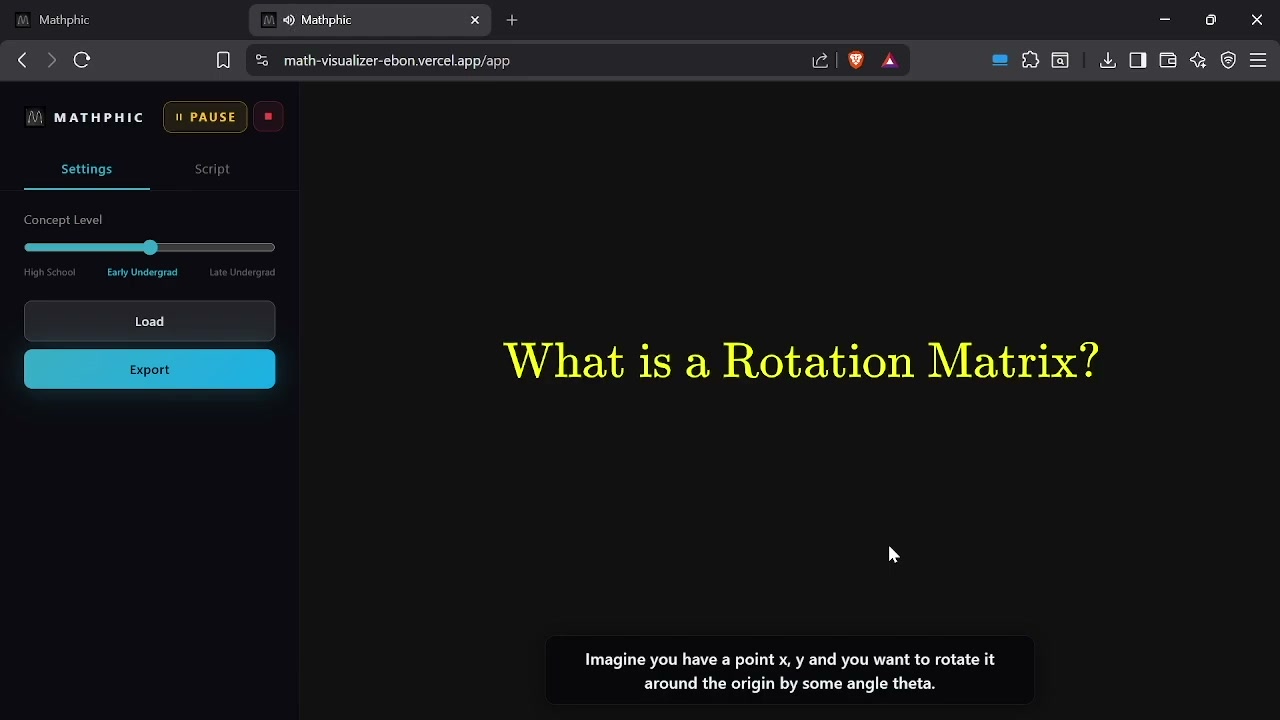 Mathphic
Mathphic
math-visualizer-ebon.vercel.app/app
MATHPHIC
PAUSE
Settings
Script
Concept Level
High School
Early Undergrad
Late Undergrad
Load
Export
What is a Rotation Matrix?
Imagine you have a point x, y and you want to rotate it
around the origin by some angle theta.